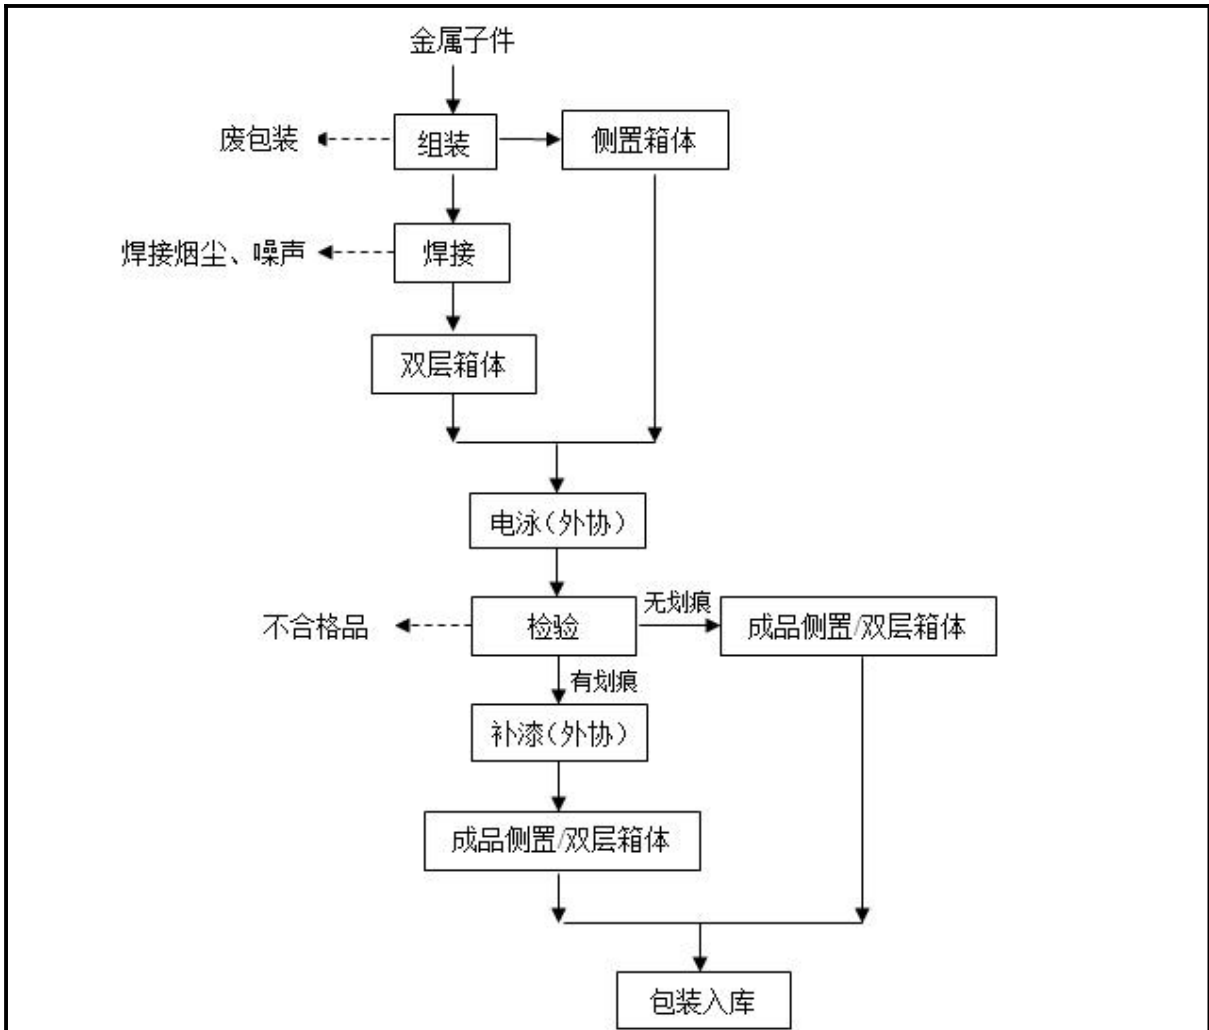 金属子件
废包装
组装
侧置箱体
焊接烟尘、噪声
焊接
双层箱体
电泳(外协)
不合格品
检验
无划痕
成品侧置/双层箱体
有划痕
补漆(外协)
成品侧置/双层箱体
包装入库